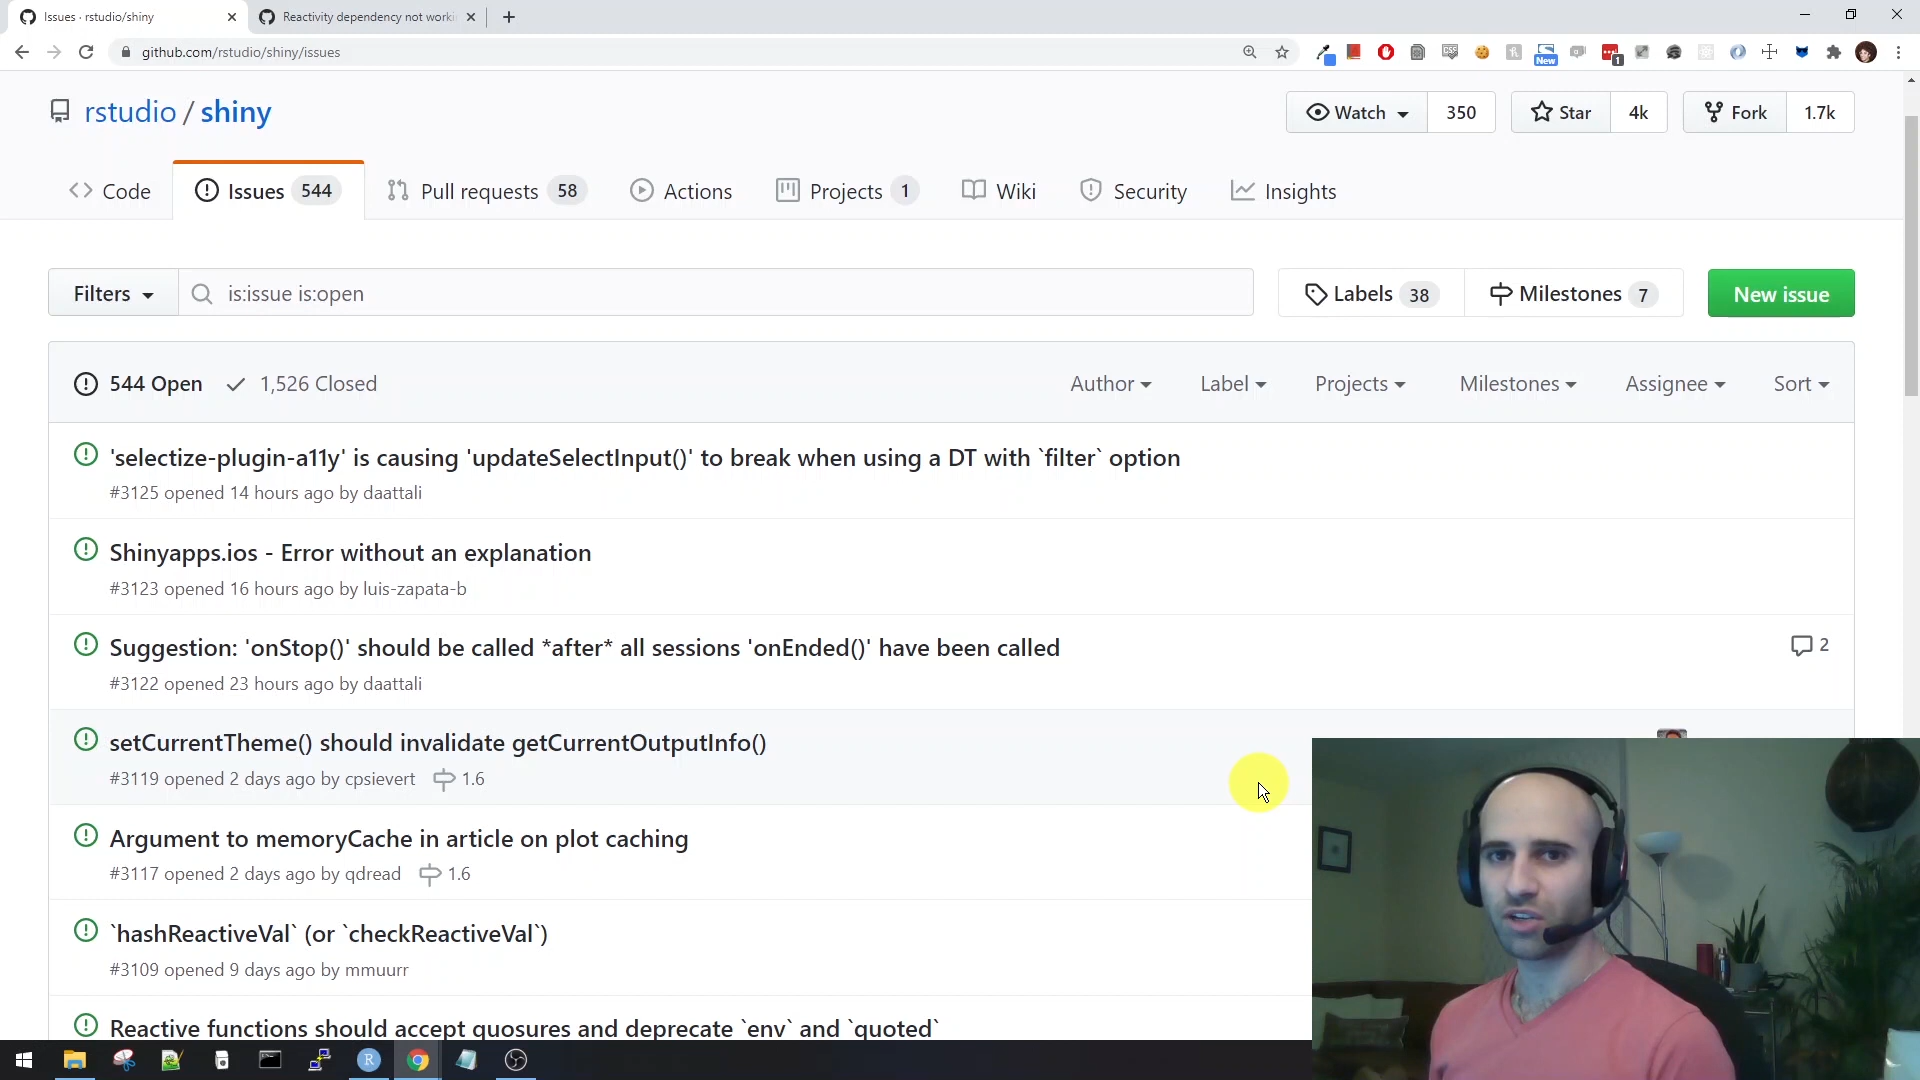 Issues · rstudio/shiny
Reactivity dependency not worki
github.com/rstudio/shiny/issues
New
1
rstudio / shiny
Watch 350
Star 4k
Fork 1.7k
Code
Issues 544
Pull requests 58
Actions
Projects 1
Wiki
Security
Insights
Filters
is:issue is:open
Labels 38
Milestones 7
New issue
544 Open
1,526 Closed
Author
Label
Projects
Milestones
Assignee
Sort
'selectize-plugin-a11y' is causing 'updateSelectInput()' to break when using a DT with `filter` option
#3125 opened 14 hours ago by daattali
Shinyapps.ios - Error without an explanation
#3123 opened 16 hours ago by luis-zapata-b
Suggestion: 'onStop()' should be called *after* all sessions 'onEnded()' have been called
2
#3122 opened 23 hours ago by daattali
setCurrentTheme() should invalidate getCurrentOutputInfo()
#3119 opened 2 days ago by cpsievert 1.6
Argument to memoryCache in article on plot caching
#3117 opened 2 days ago by qdread 1.6
`hashReactiveVal` (or `checkReactiveVal`)
#3109 opened 9 days ago by mmuurr
Reactive functions should accept quosures and deprecate `env` and `quoted`
R